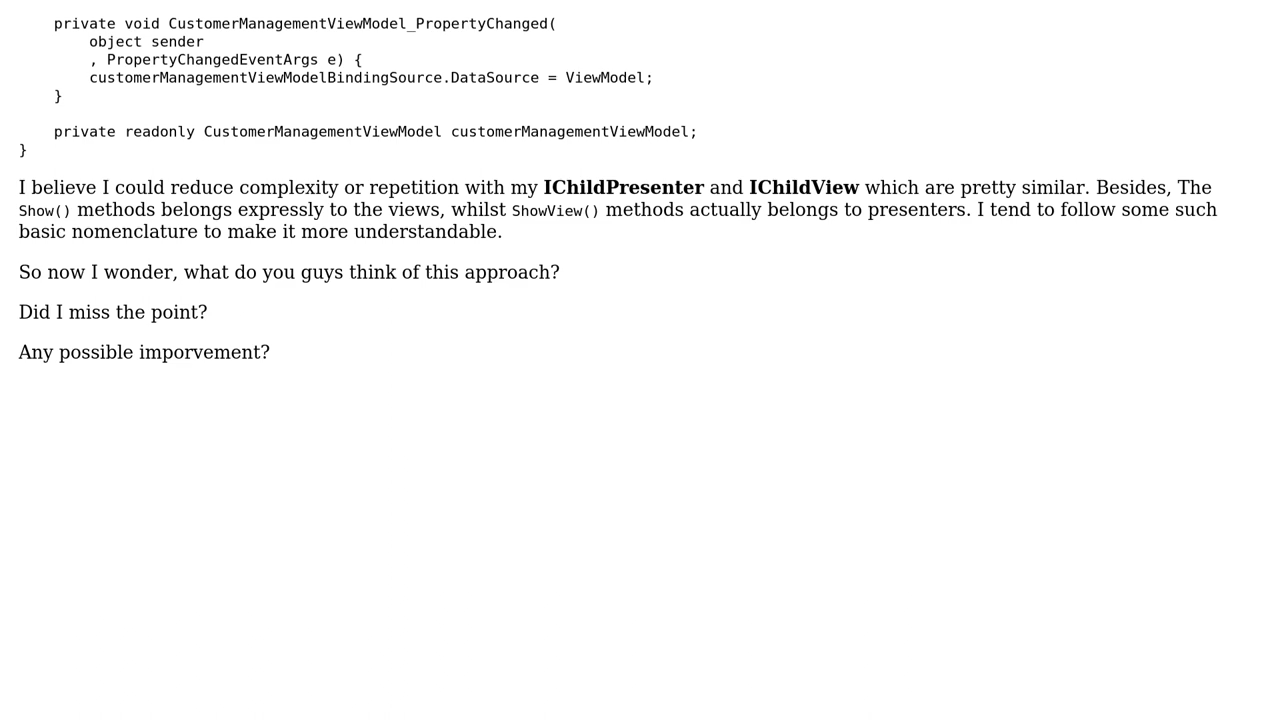 private void CustomerManagementViewModel_PropertyChanged(
object sender
, PropertyChangedEventArgs e) {
customerManagementViewModelBindingSource.DataSource = ViewModel;
}
private readonly CustomerManagementViewModel customerManagementViewModel;
}
I believe I could reduce complexity or repetition with my IChildPresenter and IChildView which are pretty similar. Besides, The
Show() methods belongs expressly to the views, whilst ShowView() methods actually belongs to presenters. I tend to follow some such
basic nomenclature to make it more understandable.
So now I wonder, what do you guys think of this approach?
Did I miss the point?
Any possible imporvement?